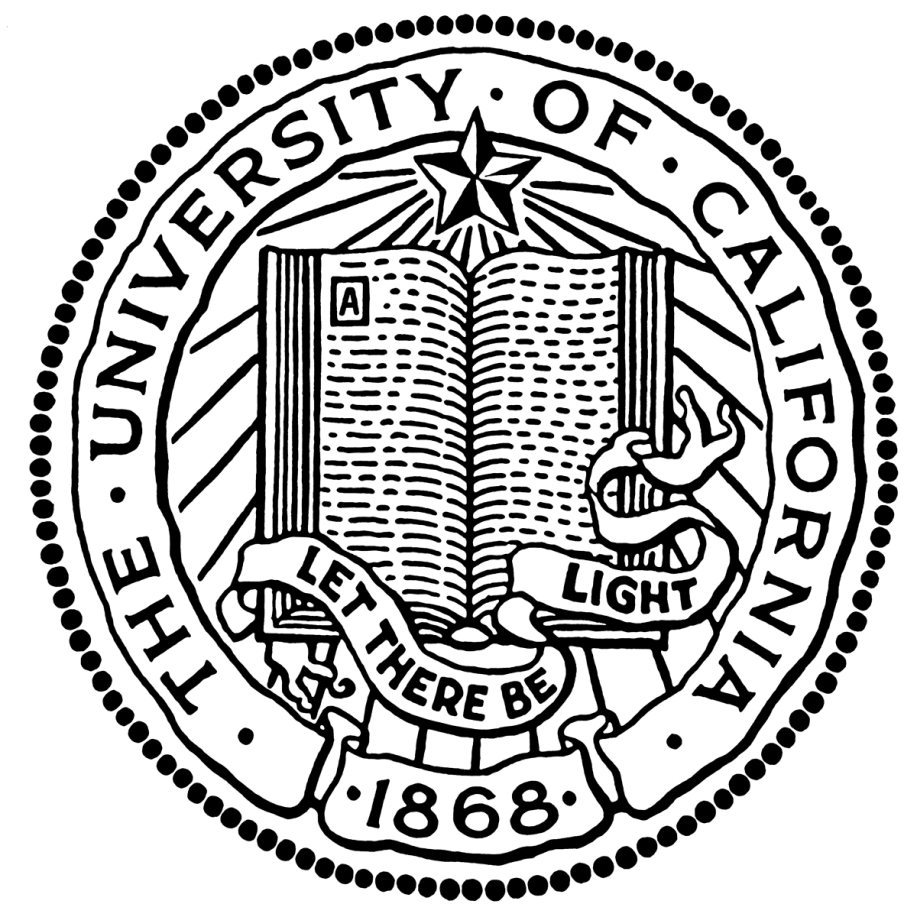 THE · UNIVERSITY · OF · CALIFORNIA
A
LET THERE BE
LIGHT
· 1868 ·